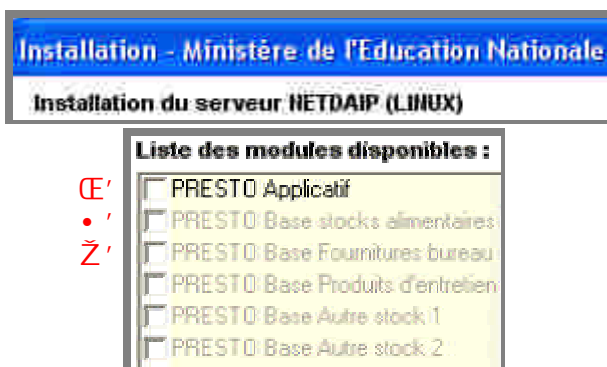 Installation - Ministère de l'Education Nationale
Installation du serveur NETDAIP (LINUX)
Liste des modules disponibles :
Œ' PRESTO Applicatif
• ' PRESTO Base stocks alimentaires
Ž' PRESTO Base Fournitures bureau
PRESTO Base Produits d'entretien
PRESTO Base Autre stock 1
PRESTO Base Autre stock 2